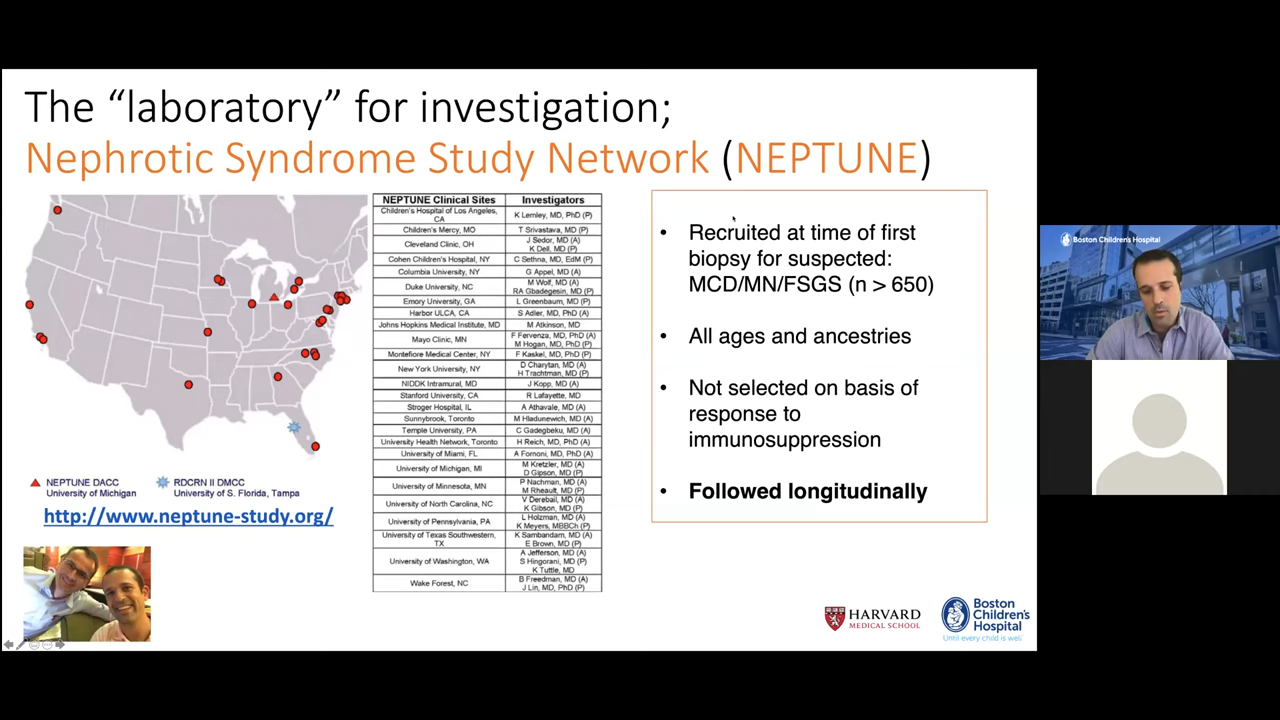 The “laboratory” for investigation;
Nephrotic Syndrome Study Network (NEPTUNE)
NEPTUNE DACC
University of Michigan
RDCRN II DMCC
University of S. Florida, Tampa
http://www.neptune-study.org/
NEPTUNE Clinical Sites Investigators
Children's Hospital of Los Angeles, CA K Lemley, MD, PhD (P)
Children's Mercy, MO T Srivastava, MD (P)
Cleveland Clinic, OH J Sedor, MD (A)
K Dell, MD (P)
Cohen Children's Hospital, NY C Sethna, MD, EdM (P)
Columbia University, NY G Appel, MD (A)
Duke University, NC M Wolf, MD (A)
RA Gbadegesin, MD (P)
Emory University, GA L Greenbaum, MD (P)
Harbor ULCA, CA S Adler, MD, PhD (A)
Johns Hopkins Medical Institute, MD M Atkinson, MD
Mayo Clinic, MN F Fervenza, MD, PhD (A)
M Hogan, MD, PhD (P)
Montefiore Medical Center, NY F Kaskel, MD, PhD (P)
New York University, NY D Charytan, MD (A)
H Trachtman, MD (P)
NIDDK Intramural, MD J Kopp, MD (A)
Stanford University, CA R Lafayette, MD
Stroger Hospital, IL A Athavale, MD (A)
Sunnybrook, Toronto M Hladunewich, MD (A)
Temple University, PA C Gadegbeku, MD (A)
University Health Network, Toronto H Reich, MD, PhD (A)
University of Miami, FL A Fornoni, MD, PhD (A)
University of Michigan, MI M Kretzler, MD (A)
D Gipson, MD (P)
University of Minnesota, MN P Nachman, MD (A)
M Rheault, MD (P)
University of North Carolina, NC V Derebail, MD (A)
K Gibson, MD (P)
University of Pennsylvania, PA L Holzman, MD (A)
K Meyers, MBBCh (P)
University of Texas Southwestern, TX K Sambandam, MD (A)
E Brown, MD (P)
University of Washington, WA A Jefferson, MD (A)
S Hingorani, MD (P)
K Tuttle, MD
Wake Forest, NC B Freedman, MD (A)
J Lin, MD, PhD (P)
• Recruited at time of first
biopsy for suspected:
MCD/MN/FSGS (n > 650)
• All ages and ancestries
• Not selected on basis of
response to
immunosuppression
• Followed longitudinally
HARVARD
MEDICAL SCHOOL
Boston
Children's
Hospital
Until every child is well
Boston Children's Hospital